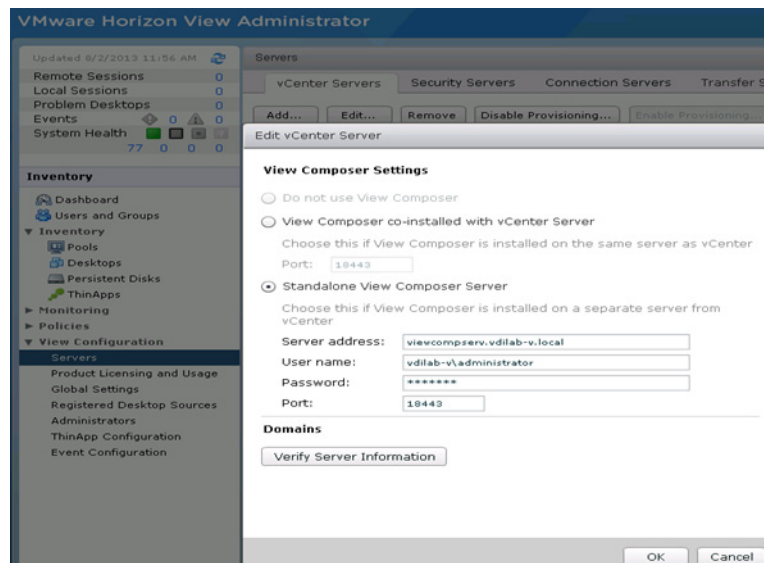 VMware Horizon View Administrator
Updated 8/2/2013 11:56 AM
Remote Sessions 0
Local Sessions 0
Problem Desktops 0
Events 0 0
System Health
77 0 0 0
Inventory
Dashboard
Users and Groups
Inventory
Pools
Desktops
Persistent Disks
ThinApps
Monitoring
Policies
View Configuration
Servers
Product Licensing and Usage
Global Settings
Registered Desktop Sources
Administrators
ThinApp Configuration
Event Configuration
Servers
vCenter Servers Security Servers Connection Servers Transfer S
Add... Edit... Remove Disable Provisioning... Enable Provisioning...
Edit vCenter Server
View Composer Settings
Do not use View Composer
View Composer co-installed with vCenter Server
Choose this if View Composer is installed on the same server as vCenter
Port: 18443
Standalone View Composer Server
Choose this if View Composer is installed on a separate server from
vCenter
Server address: viewcompserv.vdilab-v.local
User name: vdilab-v\administrator
Password: *******
Port: 18443
Domains
Verify Server Information
OK Cancel